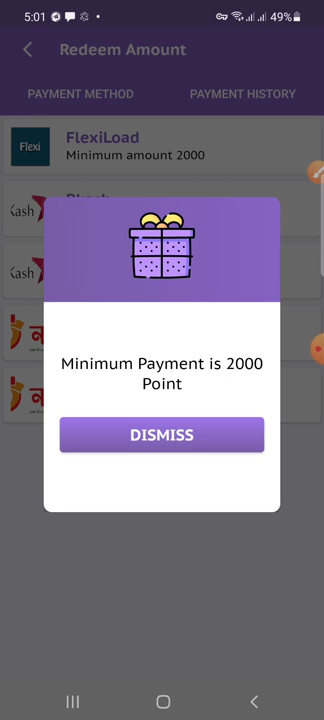 5:01
49%
Redeem Amount
PAYMENT METHOD
PAYMENT HISTORY
Flexi
FlexiLoad
Minimum amount 2000
Kash
Kash
ন
ন
Minimum Payment is 2000
Point
DISMISS